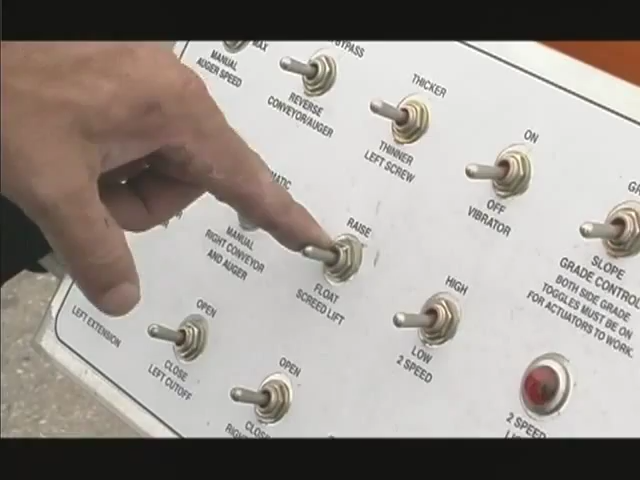 MAX
MANUAL
AUGER SPEED
BYPASS
REVERSE
CONVEYOR/AUGER
THICKER
THINNER
LEFT SCREW
ON
OFF
VIBRATOR
SLOPE
GRADE CONTROL
BOTH SIDE GRADE
TOGGLES MUST BE ON
FOR ACTUATORS TO WORK.
MANUAL
RIGHT CONVEYOR
AND AUGER
RAISE
FLOAT
SCREED LIFT
HIGH
LOW
2 SPEED
LEFT EXTENSION
OPEN
CLOSE
LEFT CUTOFF
OPEN
CLOSE
2 SPEED